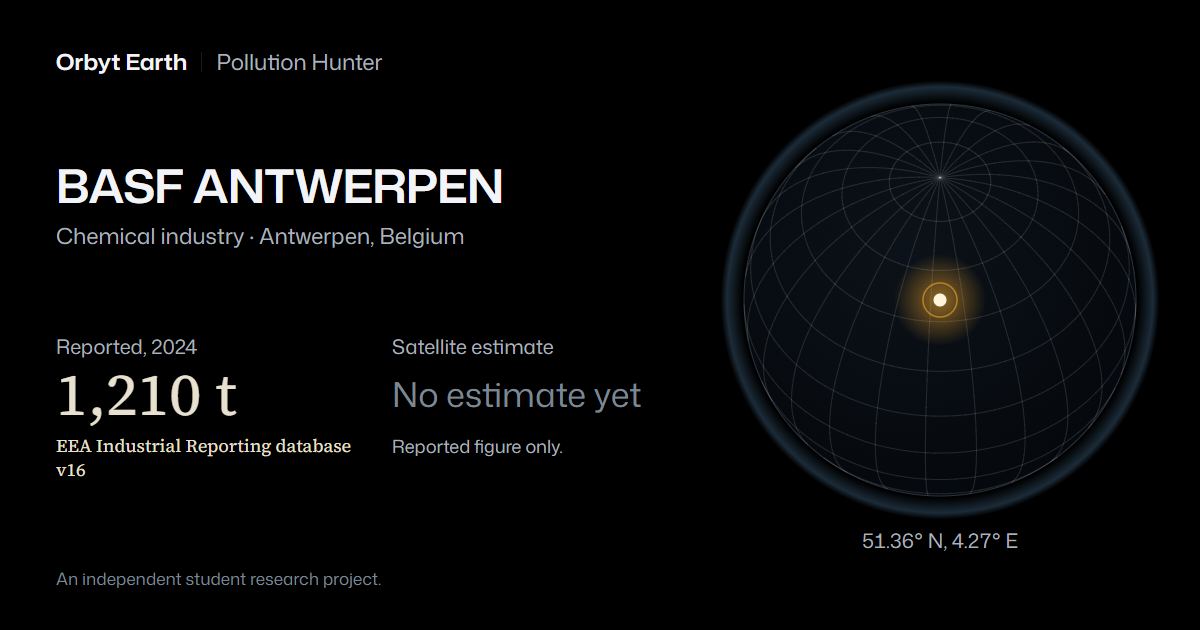 Orbyt Earth | Pollution Hunter
BASF ANTWERPEN
Chemical industry · Antwerpen, Belgium
Reported, 2024
1,210 t
EEA Industrial Reporting database
v16
Satellite estimate
No estimate yet
Reported figure only.
51.36° N, 4.27° E
An independent student research project.